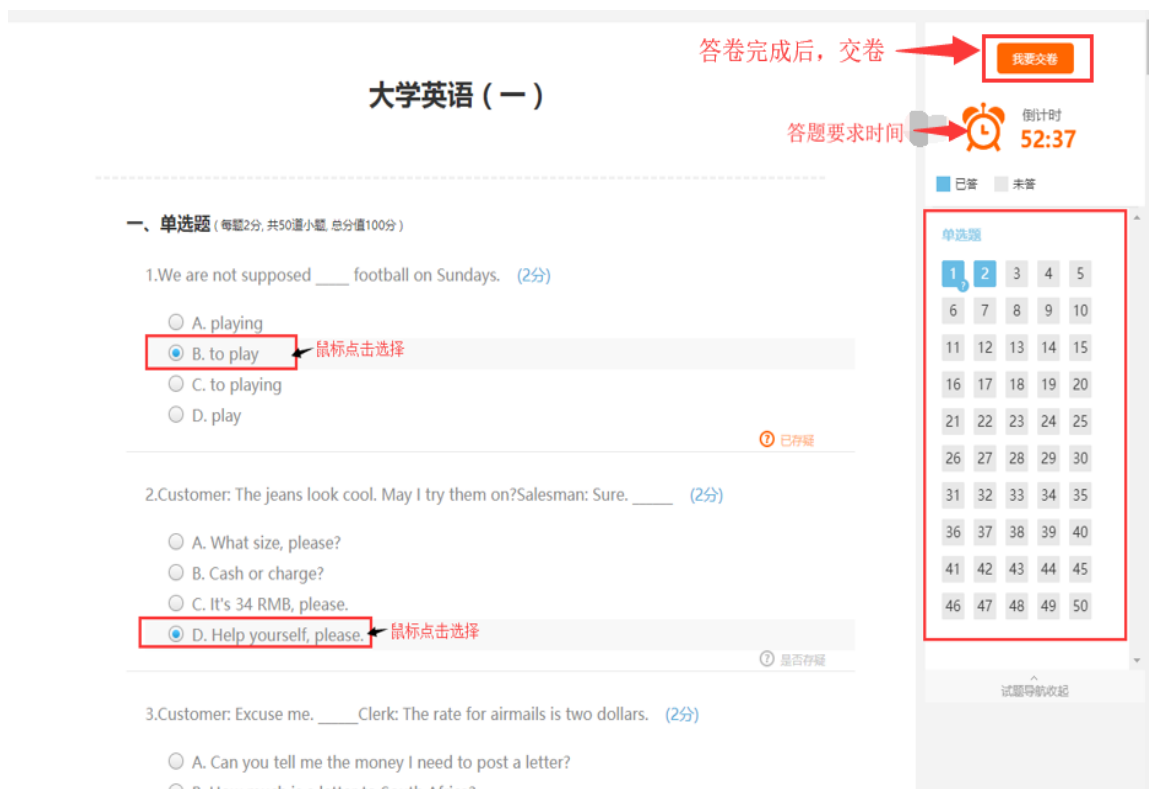 答卷完成后，交卷
我要交卷
大学英语（一）
倒计时
答题要求时间
52:37
已答 未答
一、单选题（每题2分, 共50道小题, 总分值100分）
单选题
1.We are not supposed ____ football on Sundays. (2分)
A. playing
B. to play
鼠标点击选择
C. to playing
D. play
? 已存疑
2.Customer: The jeans look cool. May I try them on?Salesman: Sure. _____ (2分)
A. What size, please?
B. Cash or charge?
C. It's 34 RMB, please.
D. Help yourself, please.
鼠标点击选择
? 是否存疑
3.Customer: Excuse me. _____Clerk: The rate for airmails is two dollars. (2分)
A. Can you tell me the money I need to post a letter?
1 ? 2 3 4 5
6 7 8 9 10
11 12 13 14 15
16 17 18 19 20
21 22 23 24 25
26 27 28 29 30
31 32 33 34 35
36 37 38 39 40
41 42 43 44 45
46 47 48 49 50
试题导航收起